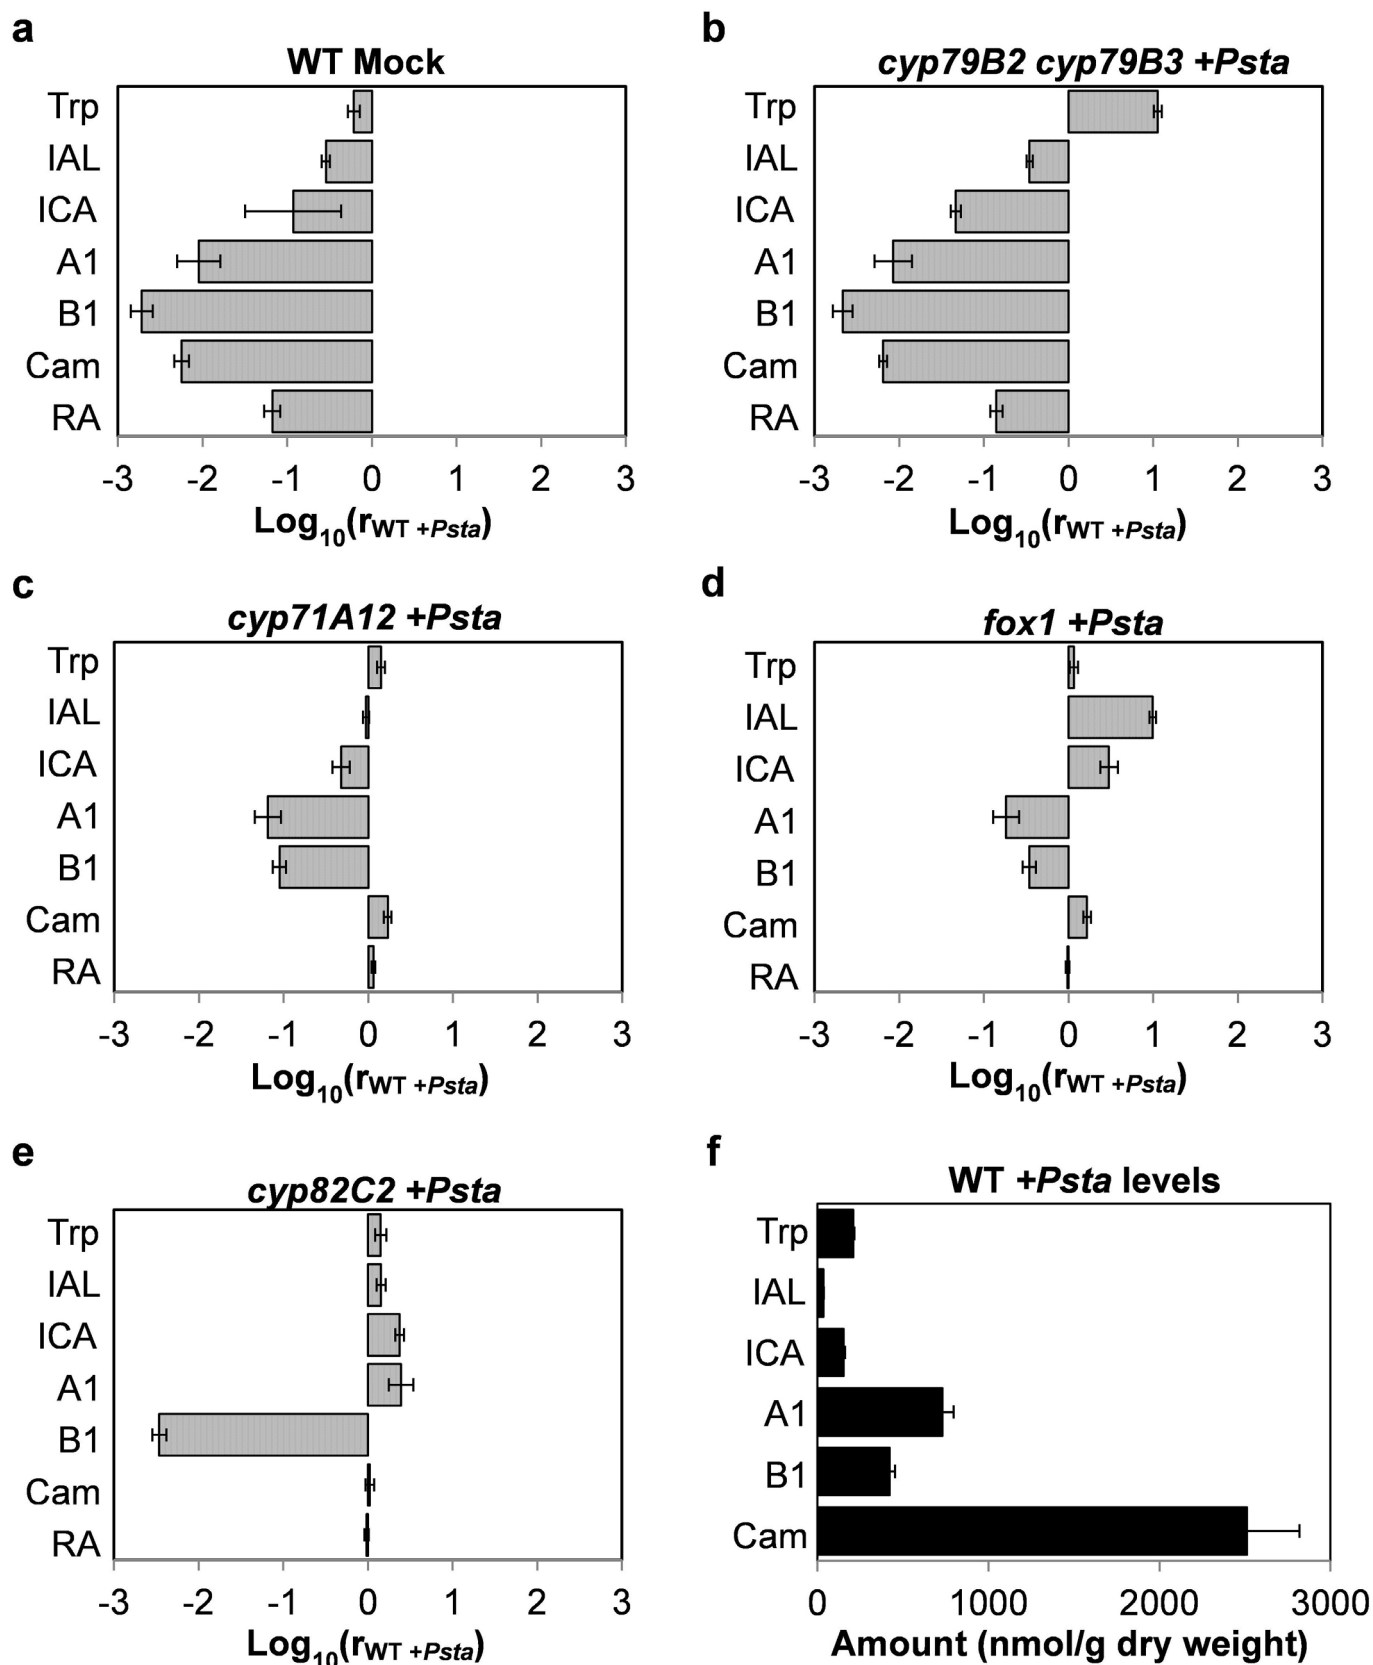 a
WT Mock
Trp
IAL
ICA
A1
B1
Cam
RA
-3 -2 -1 0 1 2 3
Log10(rWT +Psta)
b
cyp79B2 cyp79B3 +Psta
Trp
IAL
ICA
A1
B1
Cam
RA
-3 -2 -1 0 1 2 3
Log10(rWT +Psta)
c
cyp71A12 +Psta
Trp
IAL
ICA
A1
B1
Cam
RA
-3 -2 -1 0 1 2 3
Log10(rWT +Psta)
d
fox1 +Psta
Trp
IAL
ICA
A1
B1
Cam
RA
-3 -2 -1 0 1 2 3
Log10(rWT +Psta)
e
cyp82C2 +Psta
Trp
IAL
ICA
A1
B1
Cam
RA
-3 -2 -1 0 1 2 3
Log10(rWT +Psta)
f
WT +Psta levels
Trp
IAL
ICA
A1
B1
Cam
0 1000 2000 3000
Amount (nmol/g dry weight)